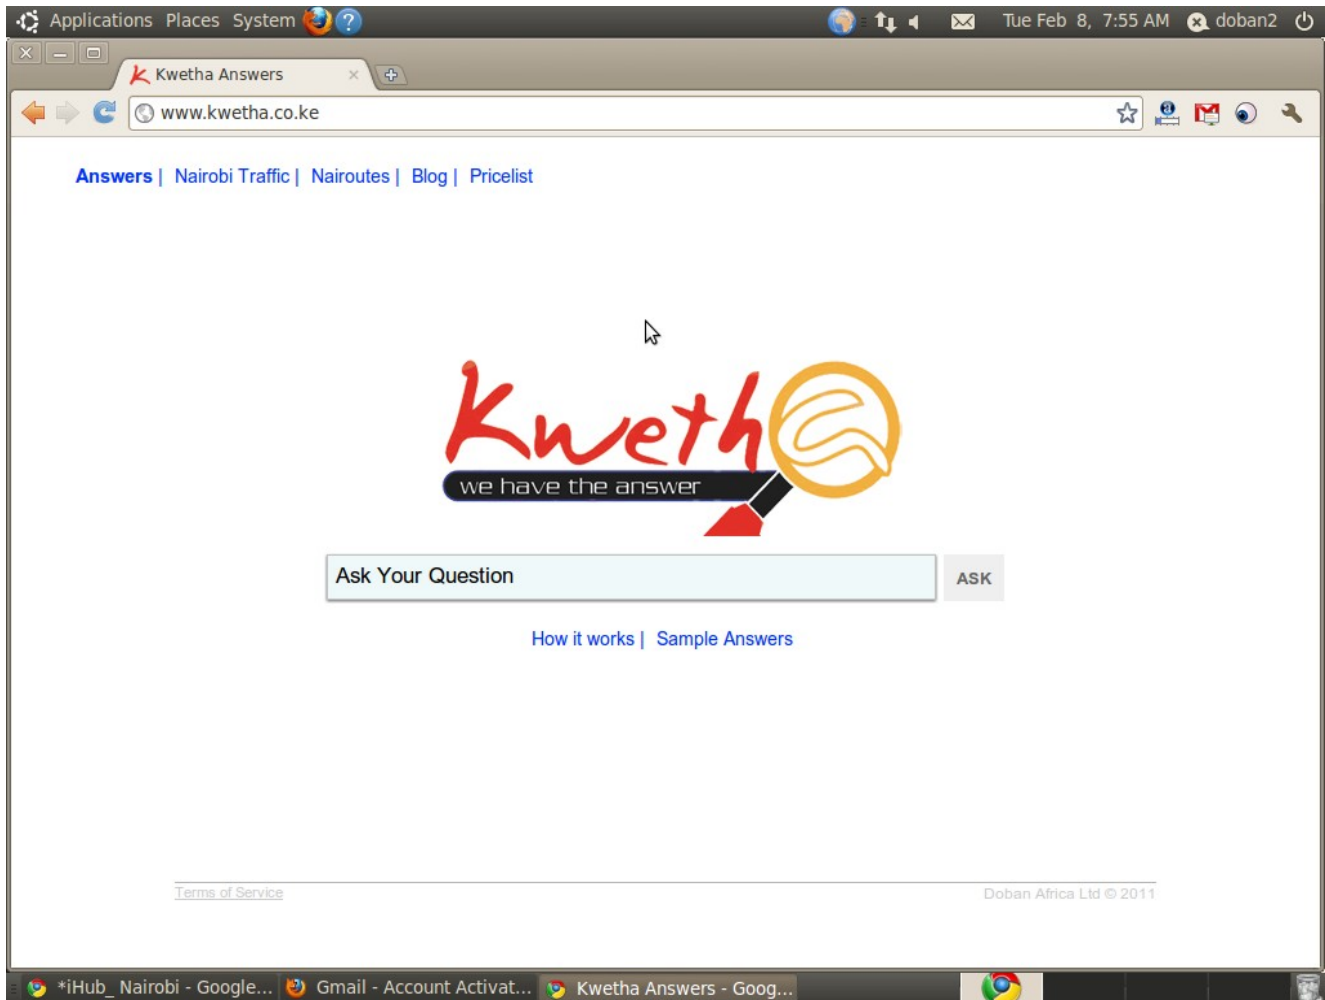 Applications Places System Tue Feb 8, 7:55 AM doban2
Kwetha Answers
www.kwetha.co.ke
Answers | Nairobi Traffic | Nairoutes | Blog | Pricelist
Kwetha
we have the answer
Ask Your Question ASK
How it works | Sample Answers
Terms of Service Doban Africa Ltd © 2011
*iHub_ Nairobi - Google... Gmail - Account Activat... Kwetha Answers - Goog...